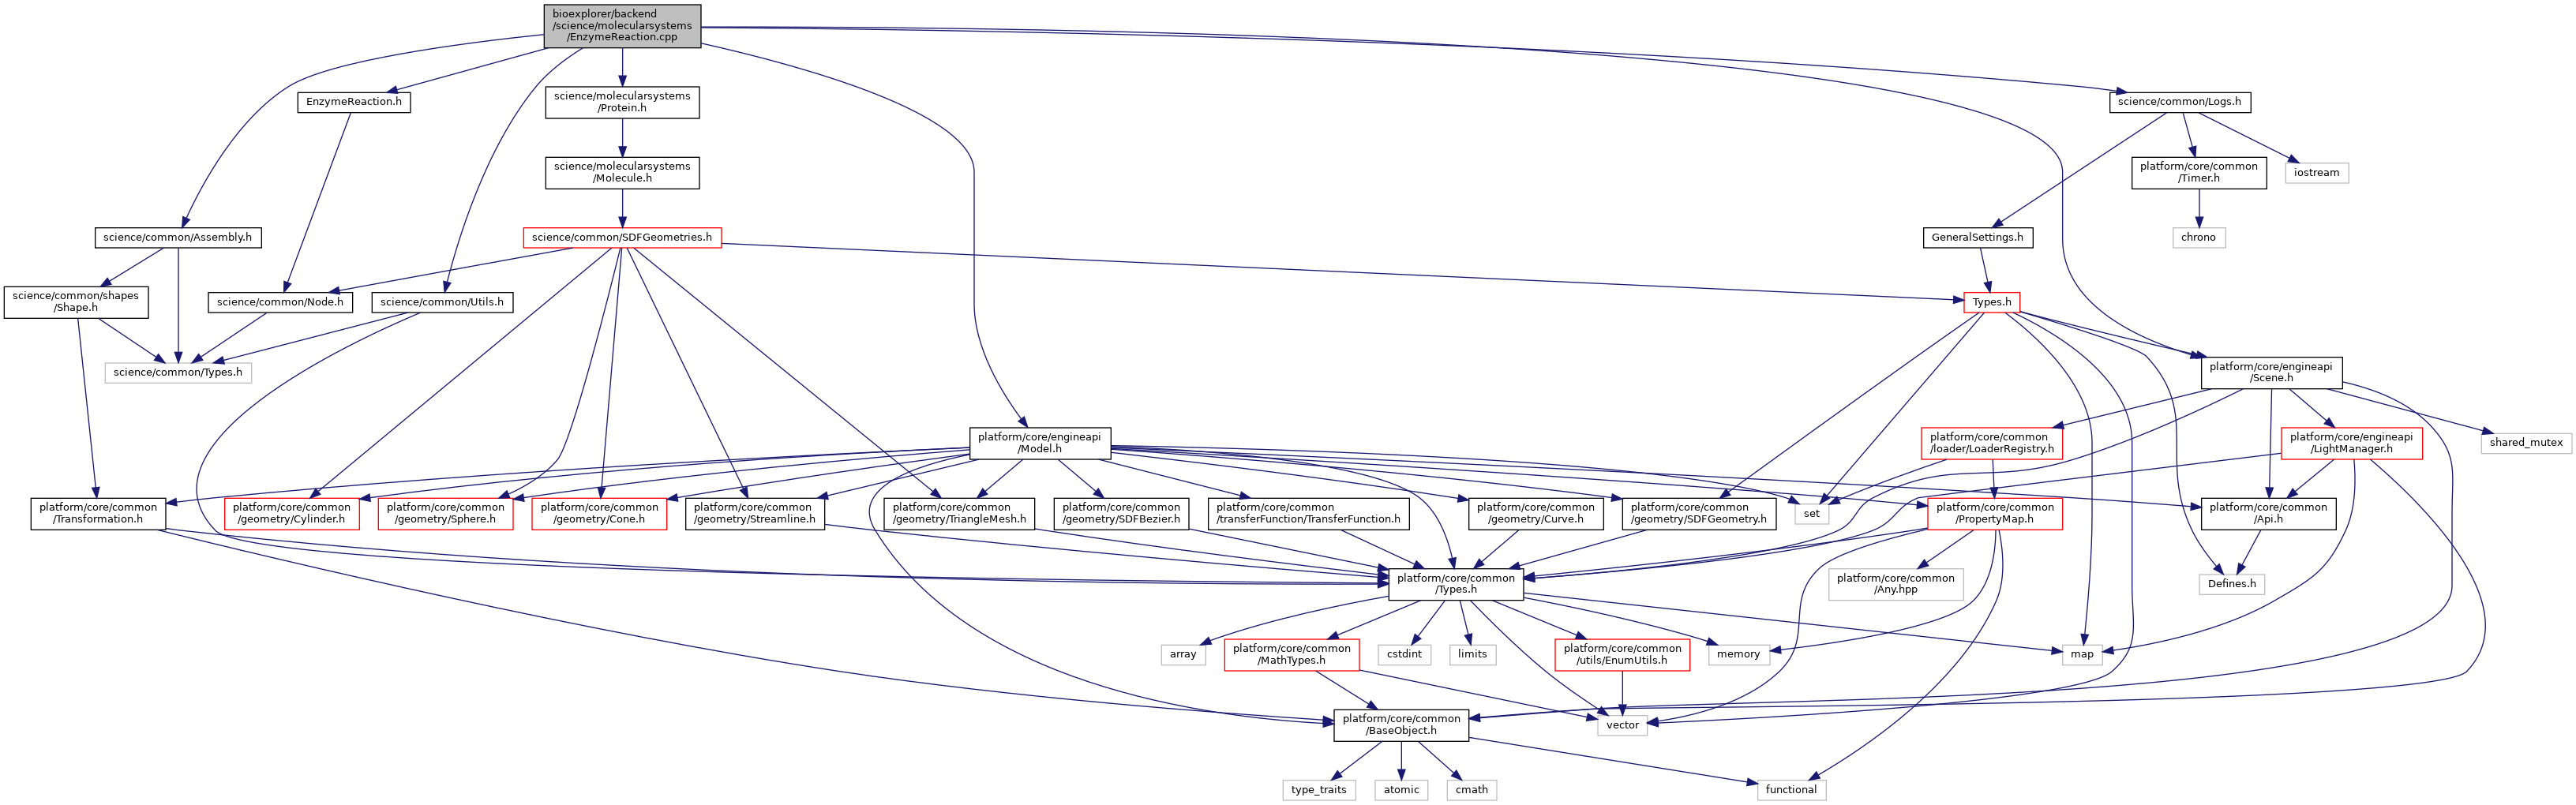 bioexplorer/backend
/science/molecularsystems
/EnzymeReaction.cpp
EnzymeReaction.h
science/molecularsystems
/Protein.h
science/common/Logs.h
science/molecularsystems
/Molecule.h
platform/core/common
/Timer.h
iostream
science/common/Assembly.h
science/common/SDFGeometries.h
GeneralSettings.h
chrono
science/common/shapes
/Shape.h
science/common/Node.h
science/common/Utils.h
Types.h
science/common/Types.h
platform/core/engineapi
/Scene.h
platform/core/engineapi
/Model.h
platform/core/common
/loader/LoaderRegistry.h
platform/core/engineapi
/LightManager.h
shared_mutex
platform/core/common
/Transformation.h
platform/core/common
/geometry/Cylinder.h
platform/core/common
/geometry/Sphere.h
platform/core/common
/geometry/Cone.h
platform/core/common
/geometry/Streamline.h
platform/core/common
/geometry/TriangleMesh.h
platform/core/common
/geometry/SDFBezier.h
platform/core/common
/transferFunction/TransferFunction.h
platform/core/common
/geometry/Curve.h
platform/core/common
/geometry/SDFGeometry.h
set
platform/core/common
/PropertyMap.h
platform/core/common
/Api.h
platform/core/common
/Types.h
platform/core/common
/Any.hpp
Defines.h
array
platform/core/common
/MathTypes.h
cstdint
limits
platform/core/common
/utils/EnumUtils.h
memory
map
platform/core/common
/BaseObject.h
vector
type_traits
atomic
cmath
functional